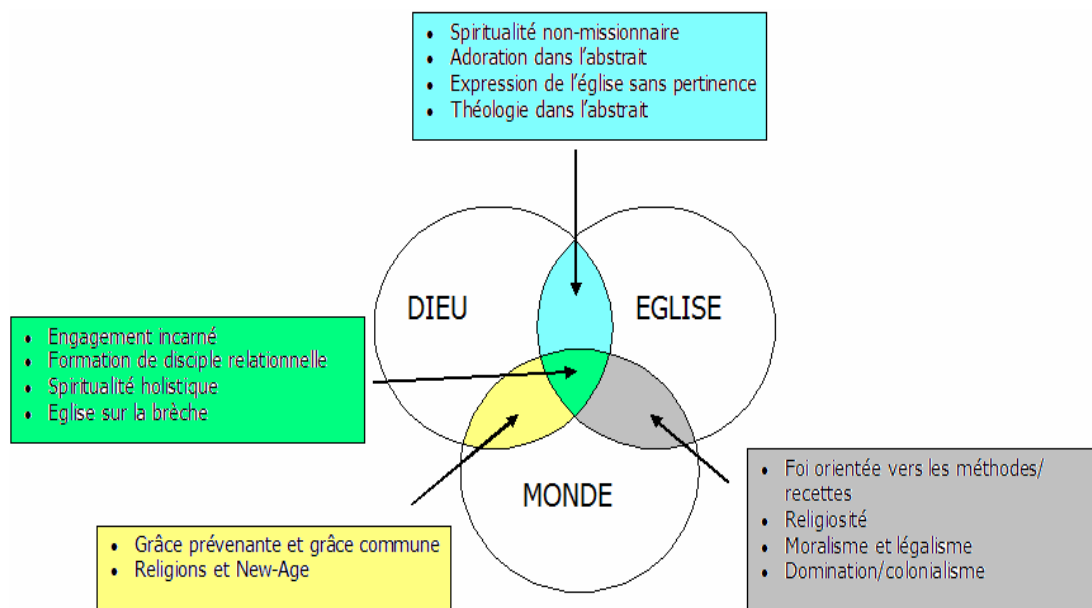 • Spiritualité non-missionnaire
• Adoration dans l'abstrait
• Expression de l'église sans pertinence
• Théologie dans l'abstrait
DIEU
EGLISE
• Engagement incarné
• Formation de disciple relationnelle
• Spiritualité holistique
• Eglise sur la brèche
MONDE
• Foi orientée vers les méthodes/
recettes
• Religiosité
• Moralisme et légalisme
• Domination/colonialisme
• Grâce prévenante et grâce commune
• Religions et New-Age